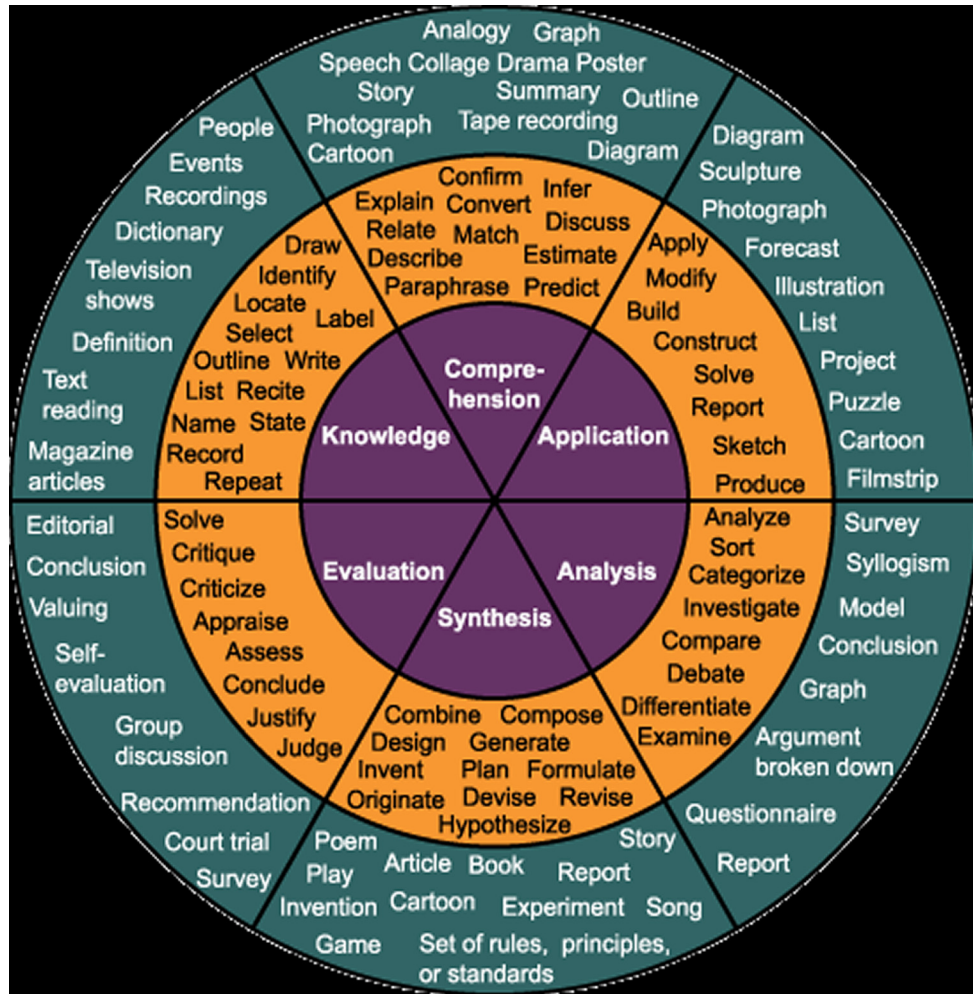 Analogy Graph
Speech Collage Drama Poster
Story Summary Outline
Photograph Tape recording
Cartoon Diagram
Confirm Infer
Explain Convert
Relate Match Discuss
Describe Estimate
Paraphrase Predict
Compre-
hension
Diagram
Sculpture
Photograph
Forecast
Illustration
List
Project
Puzzle
Cartoon
Filmstrip
Apply
Modify
Build
Construct
Solve
Report
Sketch
Produce
Application
Survey
Syllogism
Model
Conclusion
Graph
Argument
broken down
Questionnaire
Report
Analyze
Sort
Categorize
Investigate
Compare
Debate
Differentiate
Examine
Analysis
Synthesis
Combine Compose
Design Generate
Invent Plan Formulate
Originate Devise Revise
Hypothesize
Poem Story
Play Article Book Report
Invention Cartoon Experiment Song
Game Set of rules, principles,
or standards
Evaluation
Solve
Critique
Criticize
Appraise
Assess
Conclude
Justify
Judge
Editorial
Conclusion
Valuing
Self-
evaluation
Group
discussion
Recommendation
Court trial
Survey
Knowledge
Draw
Identify
Locate
Select Label
Outline Write
List Recite
Name State
Record
Repeat
People
Events
Recordings
Dictionary
Television
shows
Definition
Text
reading
Magazine
articles